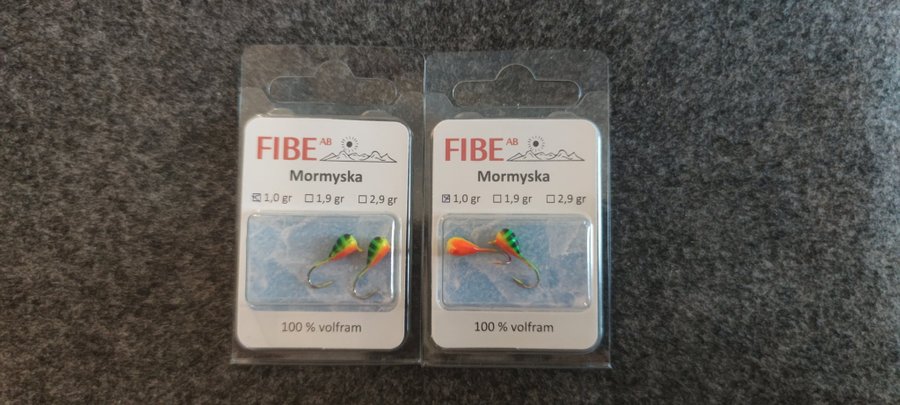 FIBE AB
Mormyska
1,0 gr 1,9 gr 2,9 gr
100 % volfram
FIBE AB
Mormyska
1,0 gr 1,9 gr 2,9 gr
100 % volfram